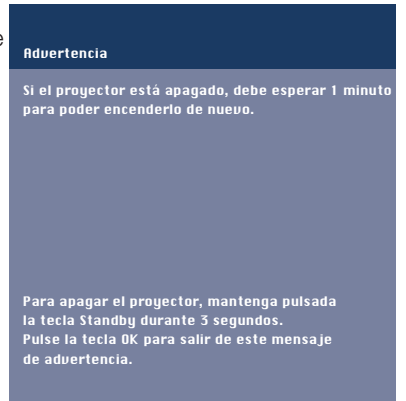 e
Advertencia
Si el proyector está apagado, debe esperar 1 minuto
para poder encenderlo de nuevo.
Para apagar el proyector, mantenga pulsada
la tecla Standby durante 3 segundos.
Pulse la tecla OK para salir de este mensaje
de advertencia.